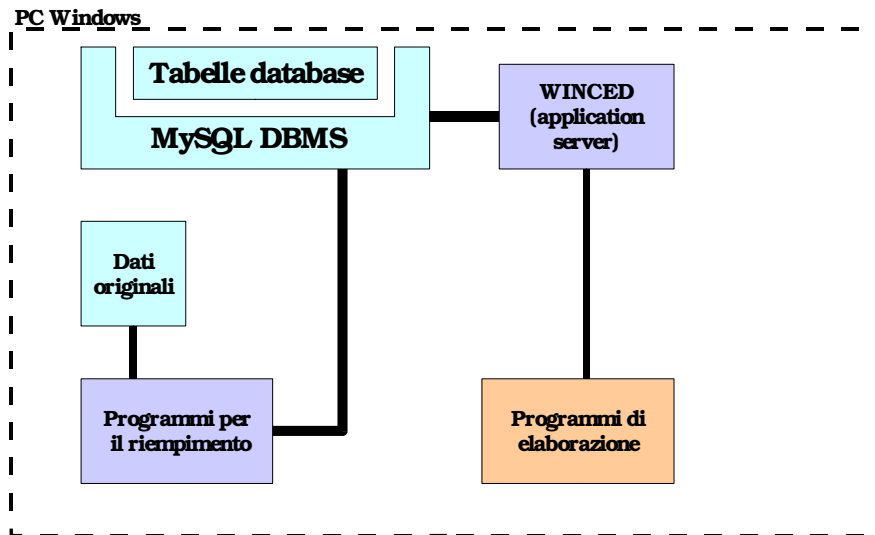 PC Windows
Tabelle database
MySQL DBMS
WINCED
(application
server)
Dati
originali
Programmi per
il riempimento
Programmi di
elaborazione